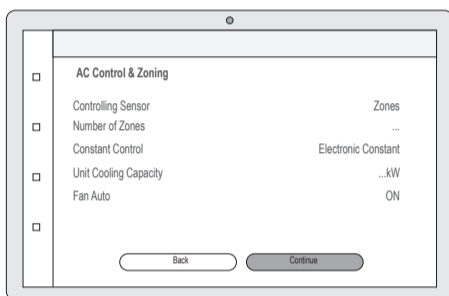 AC Control & Zoning
Controlling Sensor Zones
Number of Zones ...
Constant Control Electronic Constant
Unit Cooling Capacity ...kW
Fan Auto ON
Back Continue